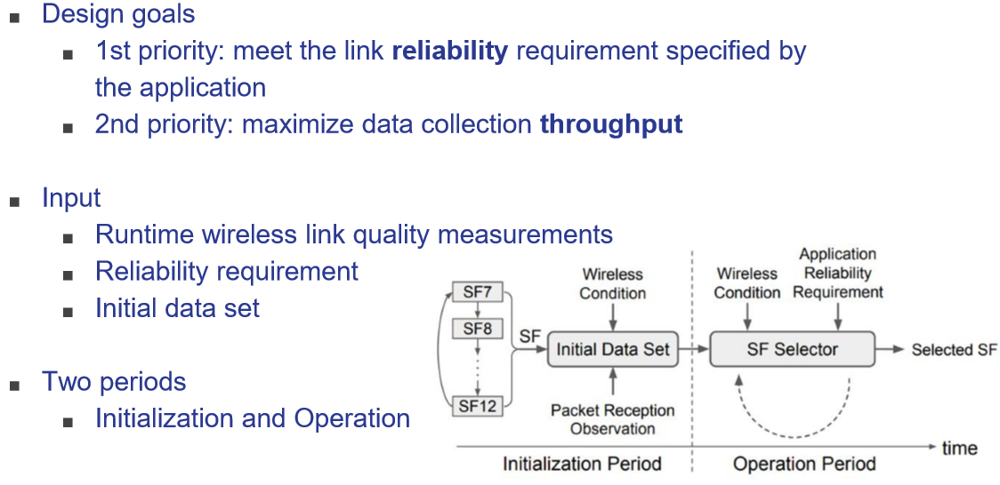 Design goals
1st priority: meet the link reliability requirement specified by
the application
2nd priority: maximize data collection throughput
Input
Runtime wireless link quality measurements
Reliability requirement
Initial data set
Two periods
Initialization and Operation
SF7
SF8
SF12
SF
Wireless
Condition
Initial Data Set
Packet Reception
Observation
Wireless
Condition
Application
Reliability
Requirement
SF Selector
Selected SF
time
Initialization Period
Operation Period